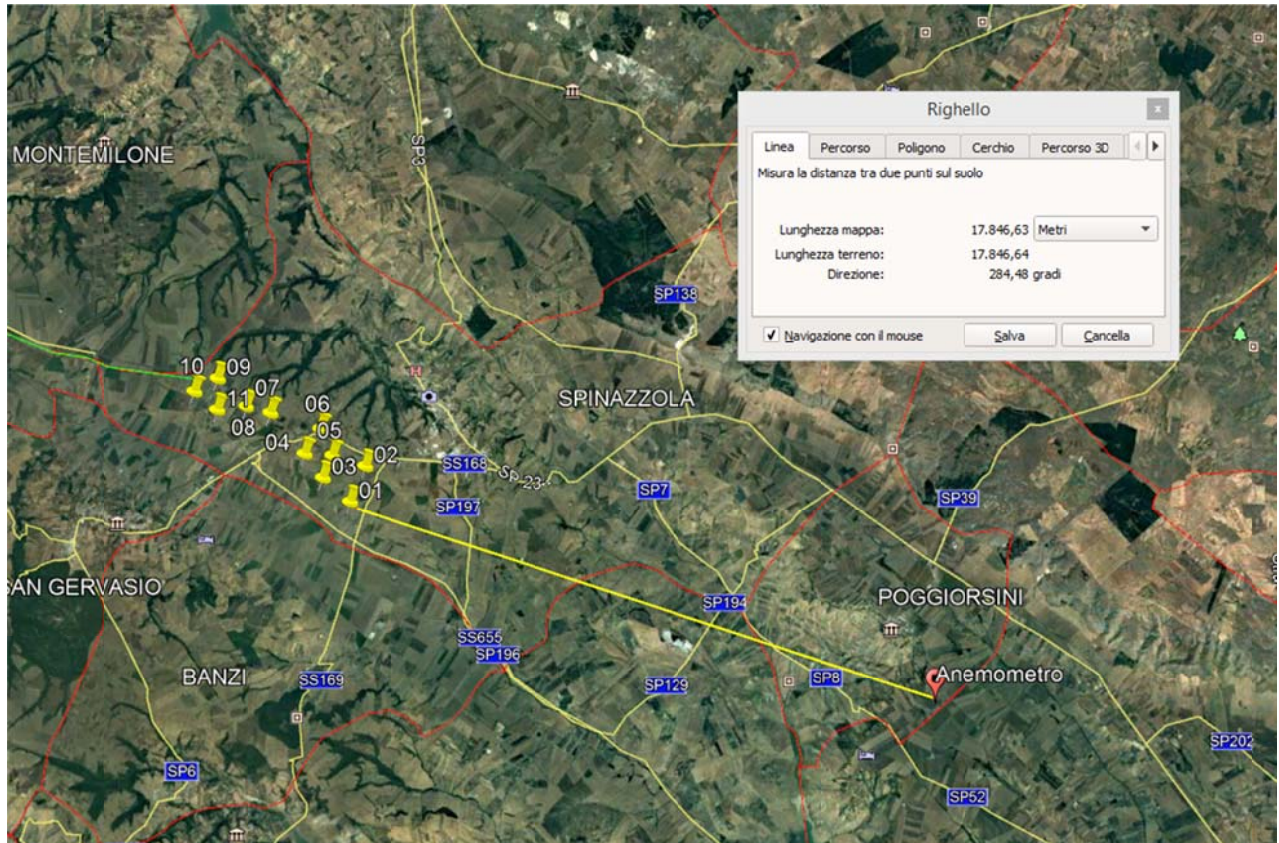 MONTEMILONE
SP3
Righello
x
Linea Percorso Poligono Cerchio Percorso 3D
Misura la distanza tra due punti sul suolo
Lunghezza mappa: 17.846,63 Metri
Lunghezza terreno: 17.846,64
Direzione: 284,48 gradi
Navigazione con il mouse Salva Cancella
SP138
10 09
11 07
08
06
04 05
03 02
01
H
SPINAZZOLA
SS168
Sp 23
SP197
SP7
SP39
SAN GERVASIO
SP194
POGGIORSINI
SS655
SP196
BANZI
SS169
SP129
SP8
Anemometro
SP202
SP6
SP52